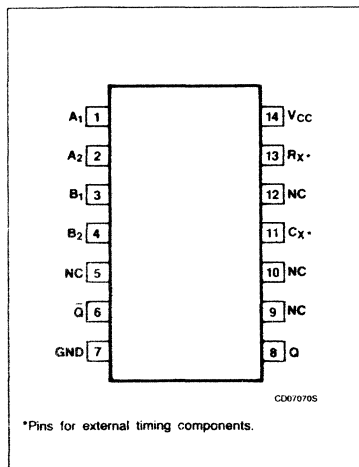 A1 1 14 VCC
A2 2 13 RX*
B1 3 12 NC
B2 4 11 CX*
NC 5 10 NC
Q̄ 6 9 NC
GND 7 8 Q
CD07070S
*Pins for external timing components.